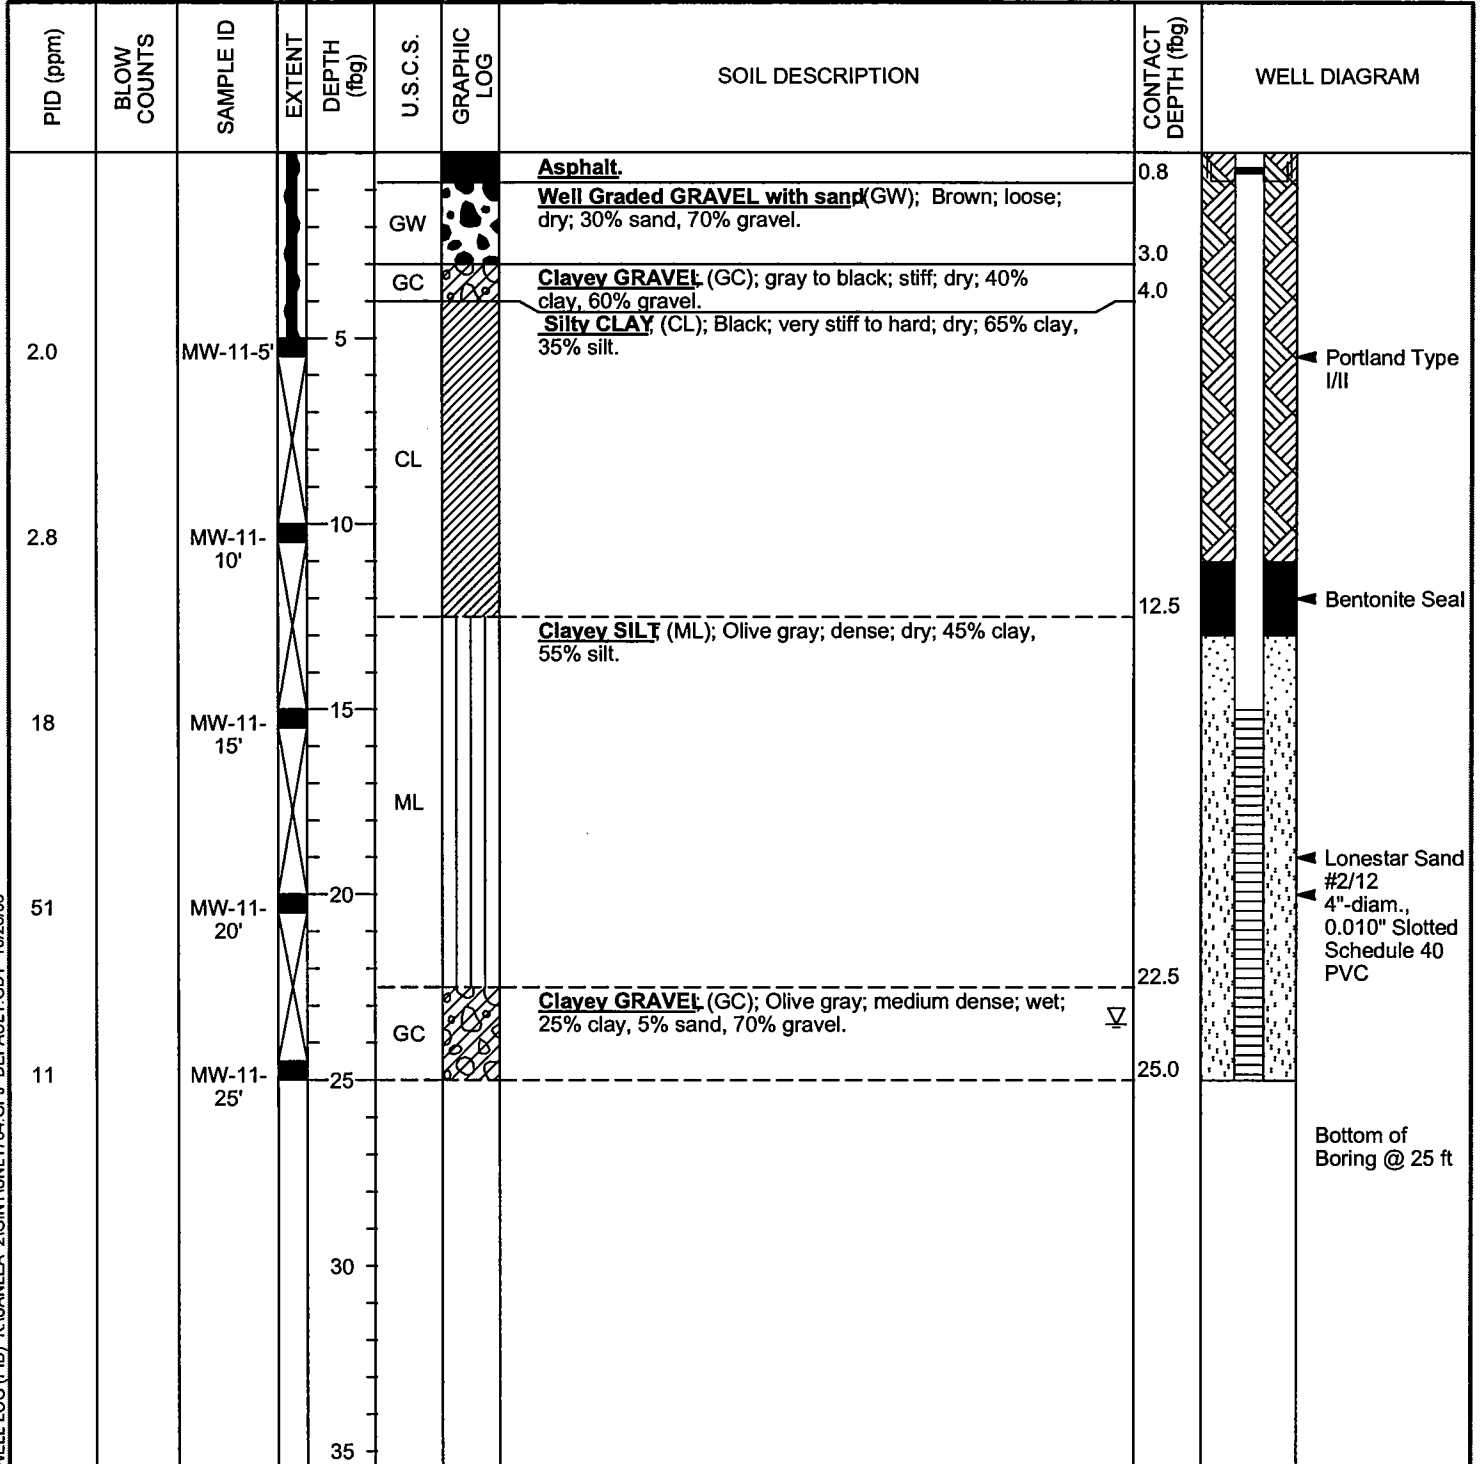 PID (ppm)
BLOW
COUNTS
SAMPLE ID
EXTENT
DEPTH
(fbg)
U.S.C.S.
GRAPHIC
LOG
SOIL DESCRIPTION
CONTACT
DEPTH (fbg)
WELL DIAGRAM
Asphalt.
0.8
Well Graded GRAVEL with sand (GW); Brown; loose;
dry; 30% sand, 70% gravel.
GW
3.0
Clayey GRAVEL; (GC); gray to black; stiff; dry; 40%
clay, 60% gravel.
GC
4.0
Silty CLAY; (CL); Black; very stiff to hard; dry; 65% clay,
35% silt.
5
2.0
MW-11-5'
Portland Type
I/II
CL
10
2.8
MW-11-
10'
12.5
Bentonite Seal
Clayey SILT; (ML); Olive gray; dense; dry; 45% clay,
55% silt.
15
18
MW-11-
15'
ML
Lonestar Sand
#2/12
4"-diam.,
0.010" Slotted
Schedule 40
PVC
20
51
MW-11-
20'
22.5
Clayey GRAVEL; (GC); Olive gray; medium dense; wet;
25% clay, 5% sand, 70% gravel.
GC
25.0
11
MW-11-
25'
25
Bottom of
Boring @ 25 ft
30
35